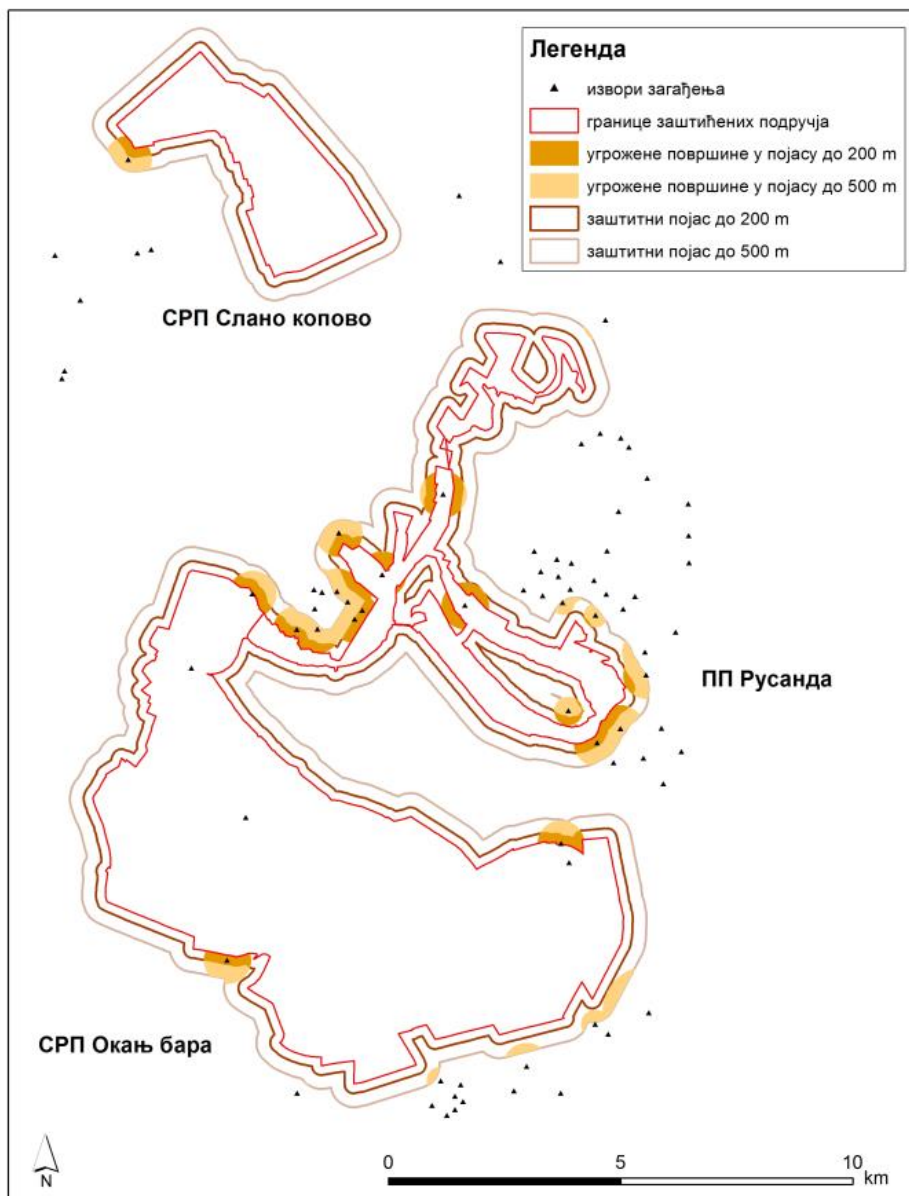 Легенда
извори загађења
границе заштићених подручја
угрожене површине у појасу до 200 m
угрожене површине у појасу до 500 m
заштитни појас до 200 m
заштитни појас до 500 m
СРП Слано копово
ПП Русанда
СРП Окањ бара
N
0 5 10
km